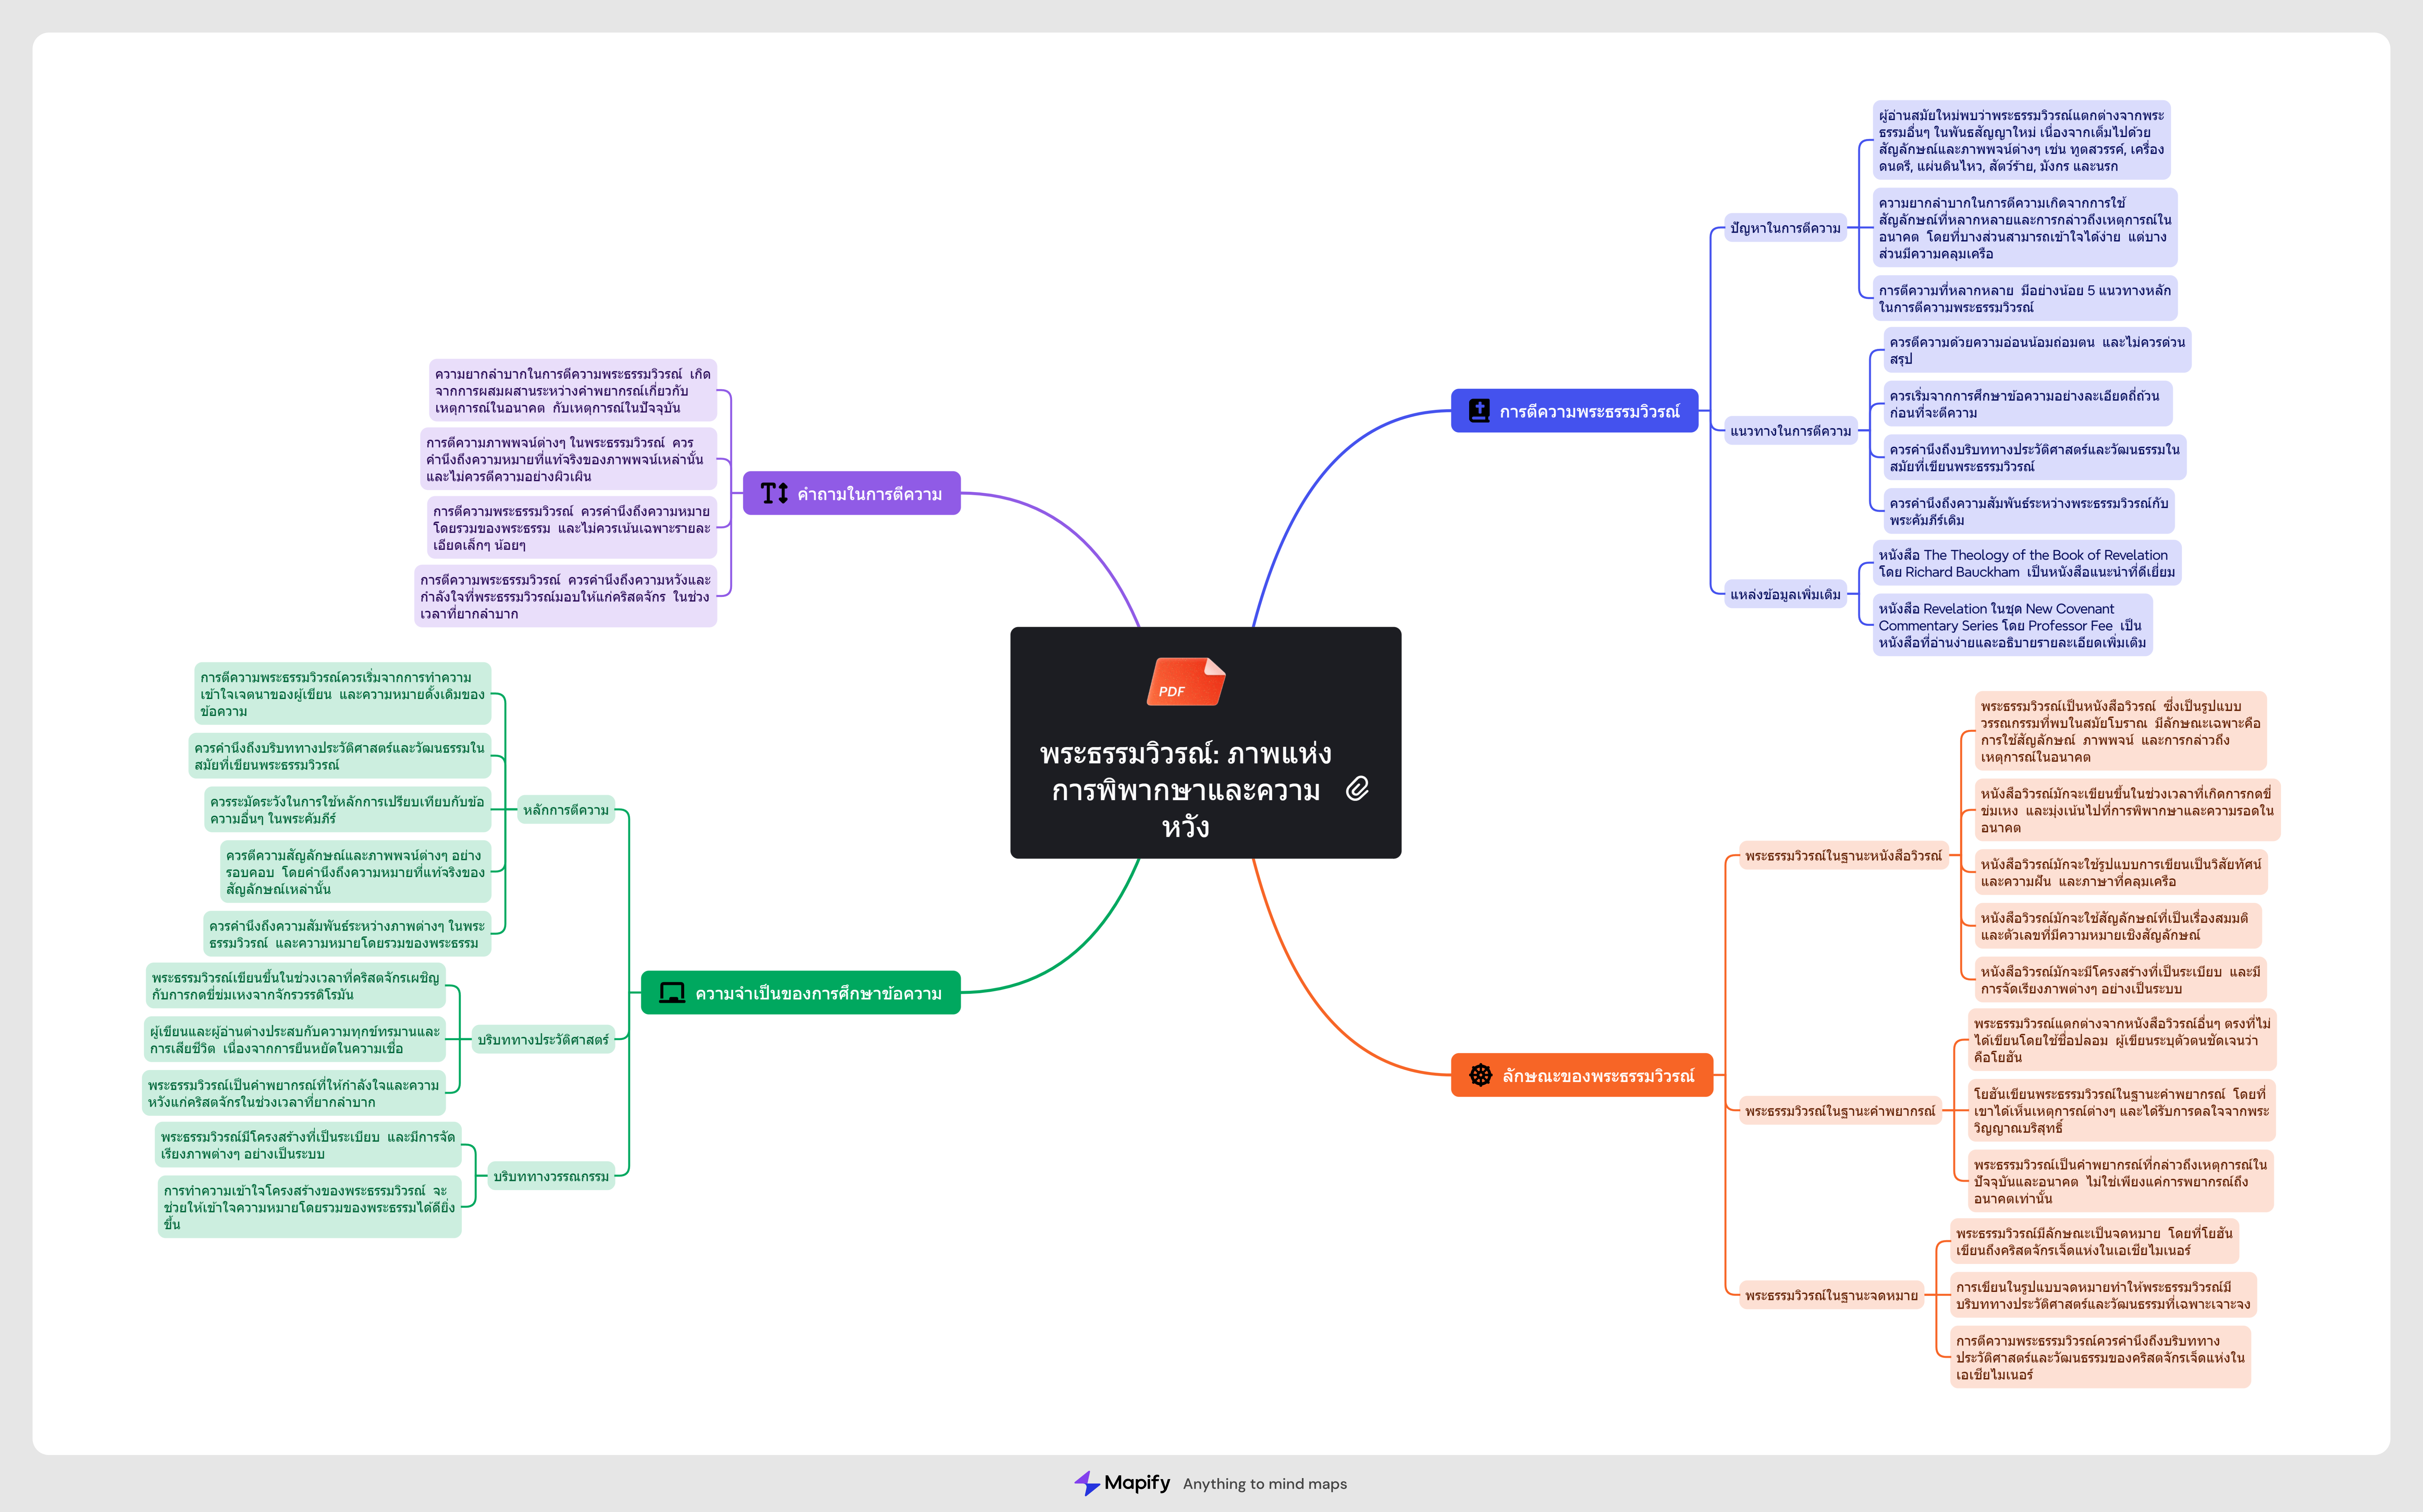 PDF
พระธรรมวิวรณ์: ภาพแห่ง
การพิพากษาและความ
หวัง
การตีความพระธรรมวิวรณ์
ปัญหาในการตีความ
ผู้อ่านสมัยใหม่พบว่าพระธรรมวิวรณ์แตกต่างจากพระ
ธรรมอื่นๆ ในพันธสัญญาใหม่ เนื่องจากเต็มไปด้วย
สัญลักษณ์และภาพพจน์ต่างๆ เช่น ทูตสวรรค์, เครื่อง
ดนตรี, แผ่นดินไหว, สัตว์ร้าย, มังกร และนรก
ความยากลำบากในการตีความเกิดจากการใช้
สัญลักษณ์ที่หลากหลายและการกล่าวถึงเหตุการณ์ใน
อนาคต โดยที่บางส่วนสามารถเข้าใจได้ง่าย แต่บาง
ส่วนมีความคลุมเครือ
การตีความที่หลากหลาย มีอย่างน้อย 5 แนวทางหลัก
ในการตีความพระธรรมวิวรณ์
แนวทางในการตีความ
ควรตีความด้วยความอ่อนน้อมถ่อมตน และไม่ควรด่วน
สรุป
ควรเริ่มจากการศึกษาข้อความอย่างละเอียดถี่ถ้วน
ก่อนที่จะตีความ
ควรคำนึงถึงบริบททางประวัติศาสตร์และวัฒนธรรมใน
สมัยที่เขียนพระธรรมวิวรณ์
ควรคำนึงถึงความสัมพันธ์ระหว่างพระธรรมวิวรณ์กับ
พระคัมภีร์เดิม
แหล่งข้อมูลเพิ่มเติม
หนังสือ The Theology of the Book of Revelation
โดย Richard Bauckham เป็นหนังสือแนะนำที่ดีเยี่ยม
หนังสือ Revelation ในชุด New Covenant
Commentary Series โดย Professor Fee เป็น
หนังสือที่อ่านง่ายและอธิบายรายละเอียดเพิ่มเติม
ลักษณะของพระธรรมวิวรณ์
พระธรรมวิวรณ์ในฐานะหนังสือวิวรณ์
พระธรรมวิวรณ์เป็นหนังสือวิวรณ์ ซึ่งเป็นรูปแบบ
วรรณกรรมที่พบในสมัยโบราณ มีลักษณะเฉพาะคือ
การใช้สัญลักษณ์ ภาพพจน์ และการกล่าวถึง
เหตุการณ์ในอนาคต
หนังสือวิวรณ์มักจะเขียนขึ้นในช่วงเวลาที่เกิดการกดขี่
ข่มเหง และมุ่งเน้นไปที่การพิพากษาและความรอดใน
อนาคต
หนังสือวิวรณ์มักจะใช้รูปแบบการเขียนเป็นวิสัยทัศน์
และความฝัน และภาษาที่คลุมเครือ
หนังสือวิวรณ์มักจะใช้สัญลักษณ์ที่เป็นเรื่องสมมติ
และตัวเลขที่มีความหมายเชิงสัญลักษณ์
หนังสือวิวรณ์มักจะมีโครงสร้างที่เป็นระเบียบ และมี
การจัดเรียงภาพต่างๆ อย่างเป็นระบบ
พระธรรมวิวรณ์ในฐานะคำพยากรณ์
พระธรรมวิวรณ์แตกต่างจากหนังสือวิวรณ์อื่นๆ ตรงที่ไม่
ได้เขียนโดยใช้ชื่อปลอม ผู้เขียนระบุตัวตนชัดเจนว่า
คือโยฮัน
โยฮันเขียนพระธรรมวิวรณ์ในฐานะคำพยากรณ์ โดยที่
เขาได้เห็นเหตุการณ์ต่างๆ และได้รับการดลใจจากพระ
วิญญาณบริสุทธิ์
พระธรรมวิวรณ์เป็นคำพยากรณ์ที่กล่าวถึงเหตุการณ์ใน
ปัจจุบันและอนาคต ไม่ใช่เพียงแค่การพยากรณ์ถึง
อนาคตเท่านั้น
พระธรรมวิวรณ์ในฐานะจดหมาย
พระธรรมวิวรณ์มีลักษณะเป็นจดหมาย โดยที่โยฮัน
เขียนถึงคริสตจักรเจ็ดแห่งในเอเชียไมเนอร์
การเขียนในรูปแบบจดหมายทำให้พระธรรมวิวรณ์มี
บริบททางประวัติศาสตร์และวัฒนธรรมที่เฉพาะเจาะจง
การตีความพระธรรมวิวรณ์ควรคำนึงถึงบริบททาง
ประวัติศาสตร์และวัฒนธรรมของคริสตจักรเจ็ดแห่งใน
เอเชียไมเนอร์
คำถามในการตีความ
ความยากลำบากในการตีความพระธรรมวิวรณ์ เกิด
จากการผสมผสานระหว่างคำพยากรณ์เกี่ยวกับ
เหตุการณ์ในอนาคต กับเหตุการณ์ในปัจจุบัน
การตีความภาพพจน์ต่างๆ ในพระธรรมวิวรณ์ ควร
คำนึงถึงความหมายที่แท้จริงของภาพพจน์เหล่านั้น
และไม่ควรตีความอย่างผิวเผิน
การตีความพระธรรมวิวรณ์ ควรคำนึงถึงความหมาย
โดยรวมของพระธรรม และไม่ควรเน้นเฉพาะรายละ
เอียดเล็กๆ น้อยๆ
การตีความพระธรรมวิวรณ์ ควรคำนึงถึงความหวังและ
กำลังใจที่พระธรรมวิวรณ์มอบให้แก่คริสตจักร ในช่วง
เวลาที่ยากลำบาก
ความจำเป็นของการศึกษาข้อความ
หลักการตีความ
การตีความพระธรรมวิวรณ์ควรเริ่มจากการทำความ
เข้าใจเจตนาของผู้เขียน และความหมายดั้งเดิมของ
ข้อความ
ควรคำนึงถึงบริบททางประวัติศาสตร์และวัฒนธรรมใน
สมัยที่เขียนพระธรรมวิวรณ์
ควรระมัดระวังในการใช้หลักการเปรียบเทียบกับข้อ
ความอื่นๆ ในพระคัมภีร์
ควรตีความสัญลักษณ์และภาพพจน์ต่างๆ อย่าง
รอบคอบ โดยคำนึงถึงความหมายที่แท้จริงของ
สัญลักษณ์เหล่านั้น
ควรคำนึงถึงความสัมพันธ์ระหว่างภาพต่างๆ ในพระ
ธรรมวิวรณ์ และความหมายโดยรวมของพระธรรม
บริบททางประวัติศาสตร์
พระธรรมวิวรณ์เขียนขึ้นในช่วงเวลาที่คริสตจักรเผชิญ
กับการกดขี่ข่มเหงจากจักรวรรดิโรมัน
ผู้เขียนและผู้อ่านต่างประสบกับความทุกข์ทรมานและ
การเสียชีวิต เนื่องจากการยืนหยัดในความเชื่อ
พระธรรมวิวรณ์เป็นคำพยากรณ์ที่ให้กำลังใจและความ
หวังแก่คริสตจักรในช่วงเวลาที่ยากลำบาก
บริบททางวรรณกรรม
พระธรรมวิวรณ์มีโครงสร้างที่เป็นระเบียบ และมีการจัด
เรียงภาพต่างๆ อย่างเป็นระบบ
การทำความเข้าใจโครงสร้างของพระธรรมวิวรณ์ จะ
ช่วยให้เข้าใจความหมายโดยรวมของพระธรรมได้ดียิ่ง
ขึ้น
Mapify Anything to mind maps